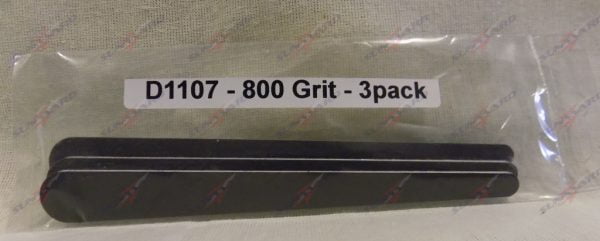 D1107 - 800 Grit - 3pack